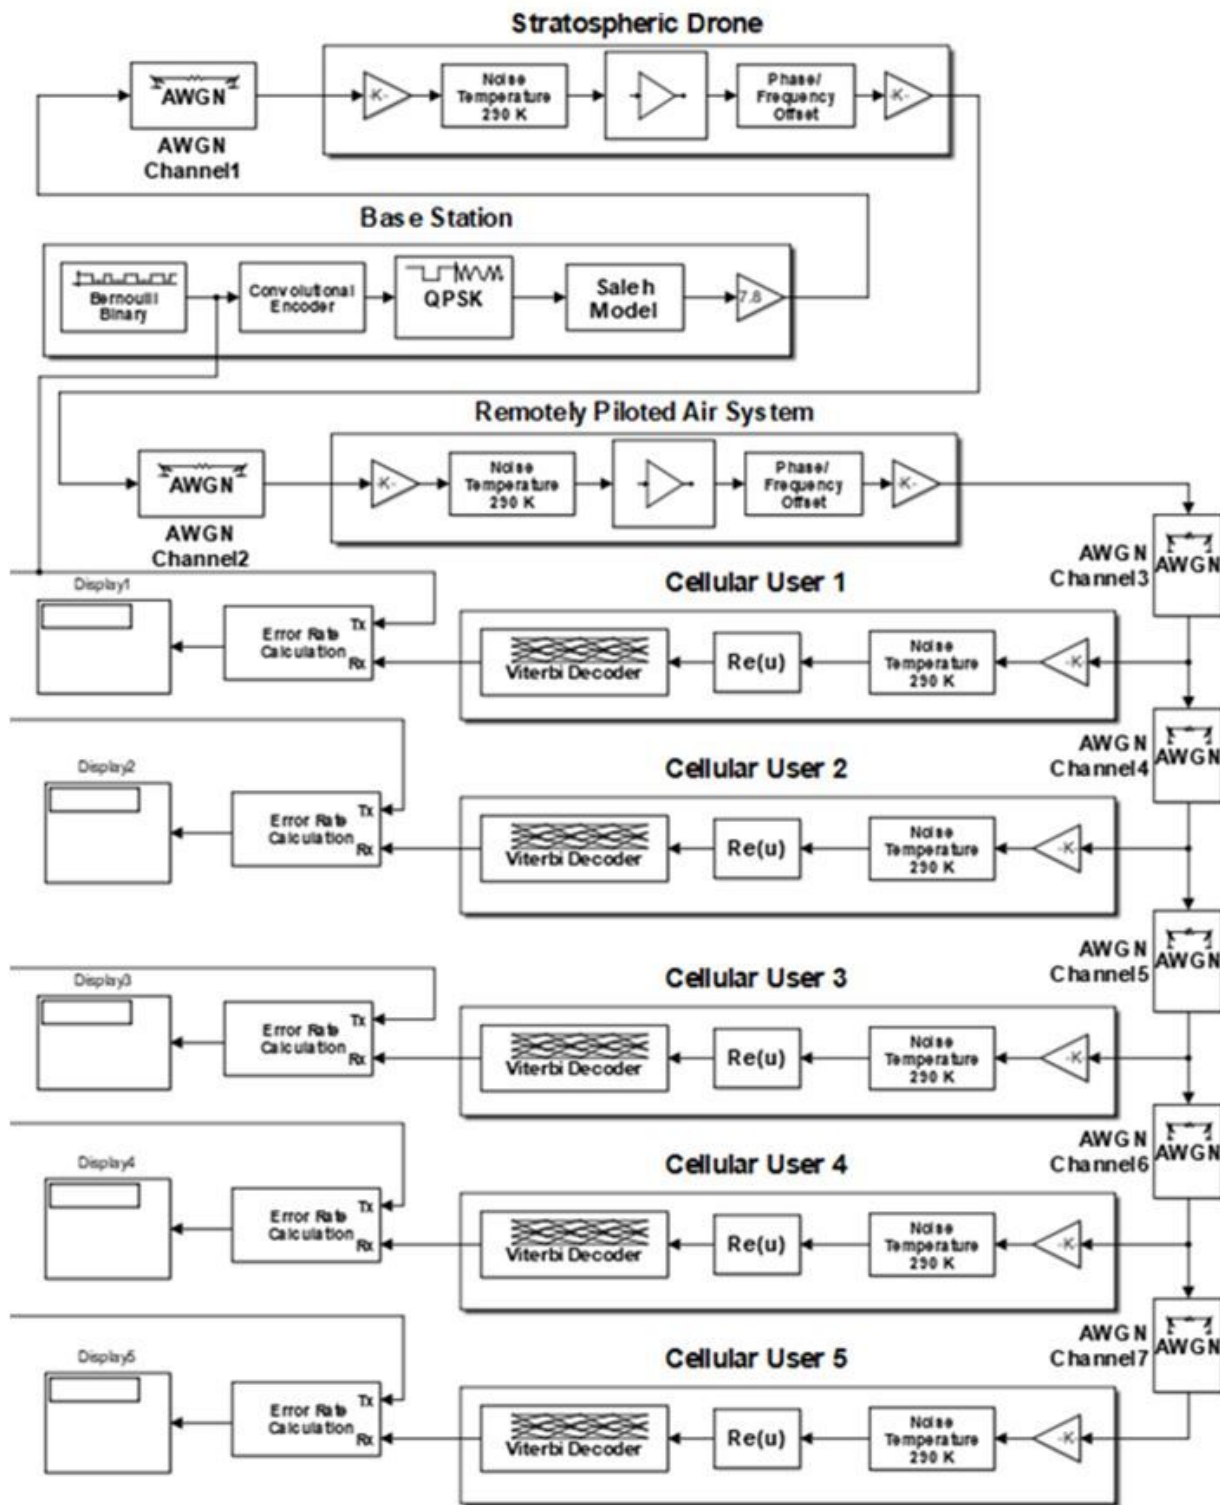 Stratospheric Drone
AWGN
AWGN
Channel1
-K-
Noise
Temperature
290 K
Phase/
Frequency
Offset
-K-
Base Station
Bernoulli
Binary
Convolutional
Encoder
QPSK
Saleh
Model
7.8
Remotely Piloted Air System
AWGN
AWGN
Channel2
-K-
Noise
Temperature
290 K
Phase/
Frequency
Offset
-K-
AWGN
Channel3
AWGN
Display1
Error Rate
Calculation
Tx
Rx
Cellular User 1
Viterbi Decoder
Re(u)
Noise
Temperature
290 K
-K
AWGN
Channel4
AWGN
Display2
Error Rate
Calculation
Tx
Rx
Cellular User 2
Viterbi Decoder
Re(u)
Noise
Temperature
290 K
-K
AWGN
Channel5
AWGN
Display3
Error Rate
Calculation
Tx
Rx
Cellular User 3
Viterbi Decoder
Re(u)
Noise
Temperature
290 K
-K
AWGN
Channel6
AWGN
Display4
Error Rate
Calculation
Tx
Rx
Cellular User 4
Viterbi Decoder
Re(u)
Noise
Temperature
290 K
-K
AWGN
Channel7
AWGN
Display5
Error Rate
Calculation
Tx
Rx
Cellular User 5
Viterbi Decoder
Re(u)
Noise
Temperature
290 K
-K